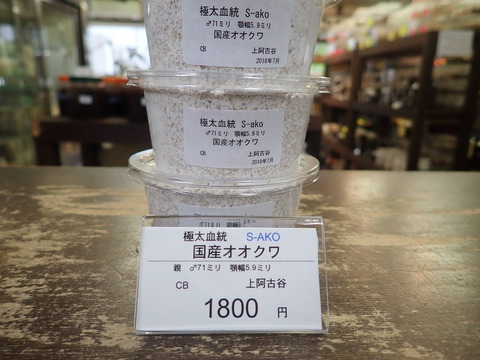 極太血統 S-ako
♂71ミリ 顎幅5.9ミリ
国産オオクワ
CB 上阿古谷
2018年7月
極太血統 S-ako
♂71ミリ 顎幅5.9ミリ
国産オオクワ
CB 上阿古谷
2018年7月
極太血統 S-AKO
国産オオクワ
親 ♂71ミリ 顎幅5.9ミリ
CB 上阿古谷
1800 円